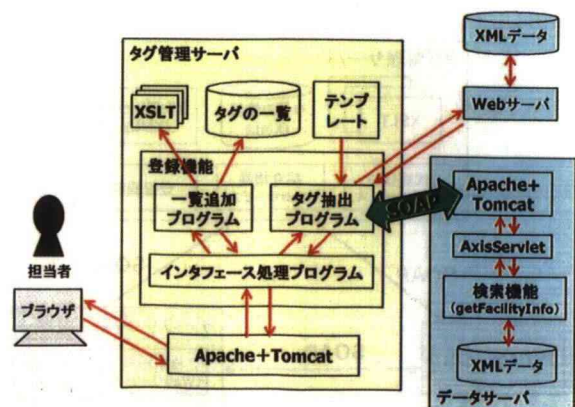 タグ管理サーバ
XSLT
タグの一覧
テンプ
レート
登録機能
一覧追加
プログラム
タグ抽出
プログラム
インタフェース処理プログラム
Apache+Tomcat
担当者
ブラウザ
XMLデータ
Webサーバ
SOAP
Apache+
Tomcat
AxisServlet
検索機能
(getFacilityInfo)
XMLデータ
データサーバ